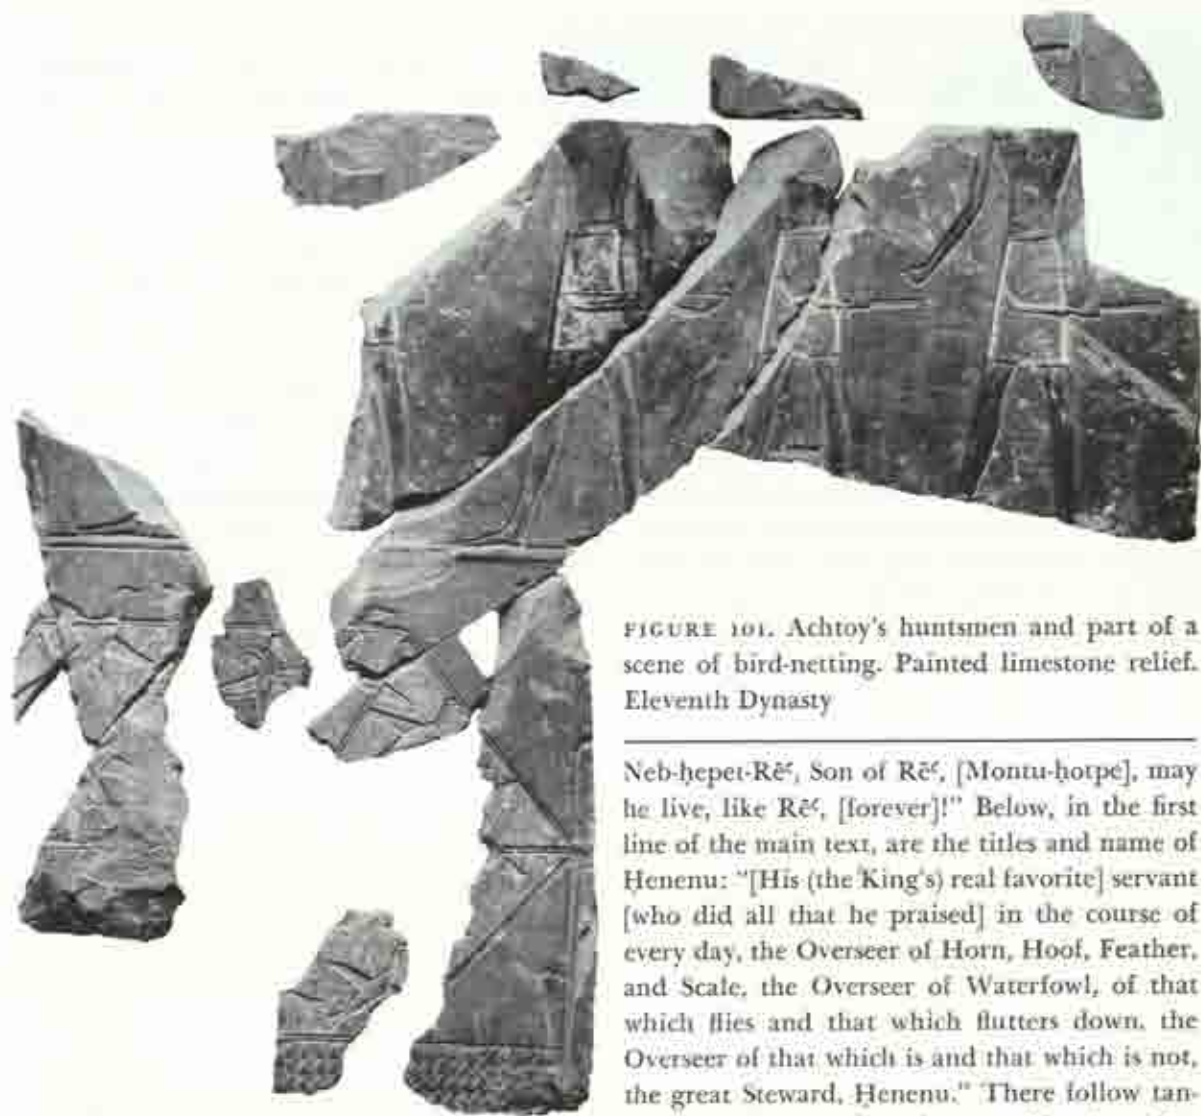 FIGURE 101. Achtoy's huntsmen and part of a
scene of bird-netting. Painted limestone relief.
Eleventh Dynasty
Neb-ḥepet-Rēʿ, Son of Rēʿ, [Montu-ḥotpe], may
he live, like Rēʿ, [forever]!" Below, in the first
line of the main text, are the titles and name of
Ḥenenu: "[His (the King's) real favorite] servant
[who did all that he praised] in the course of
every day, the Overseer of Horn, Hoof, Feather,
and Scale, the Overseer of Waterfowl, of that
which flies and that which flutters down, the
Overseer of that which is and that which is not,
the great Steward, Ḥenenu." There follow tan-